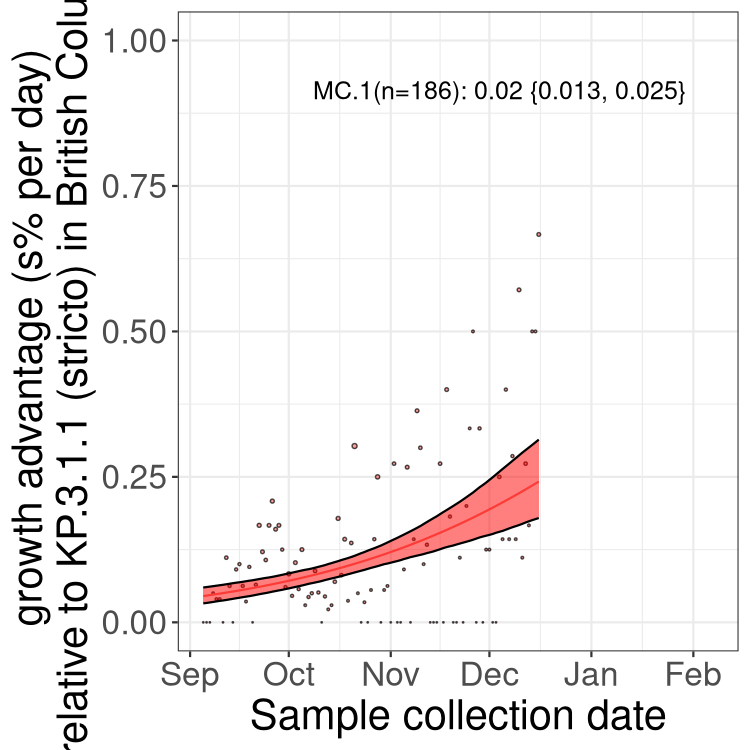 growth advantage (s% per day)
relative to KP.3.1.1 (stricto) in British Colu
1.00
0.75
0.50
0.25
0.00
MC.1(n=186): 0.02 {0.013, 0.025}
Sep Oct Nov Dec Jan Feb
Sample collection date